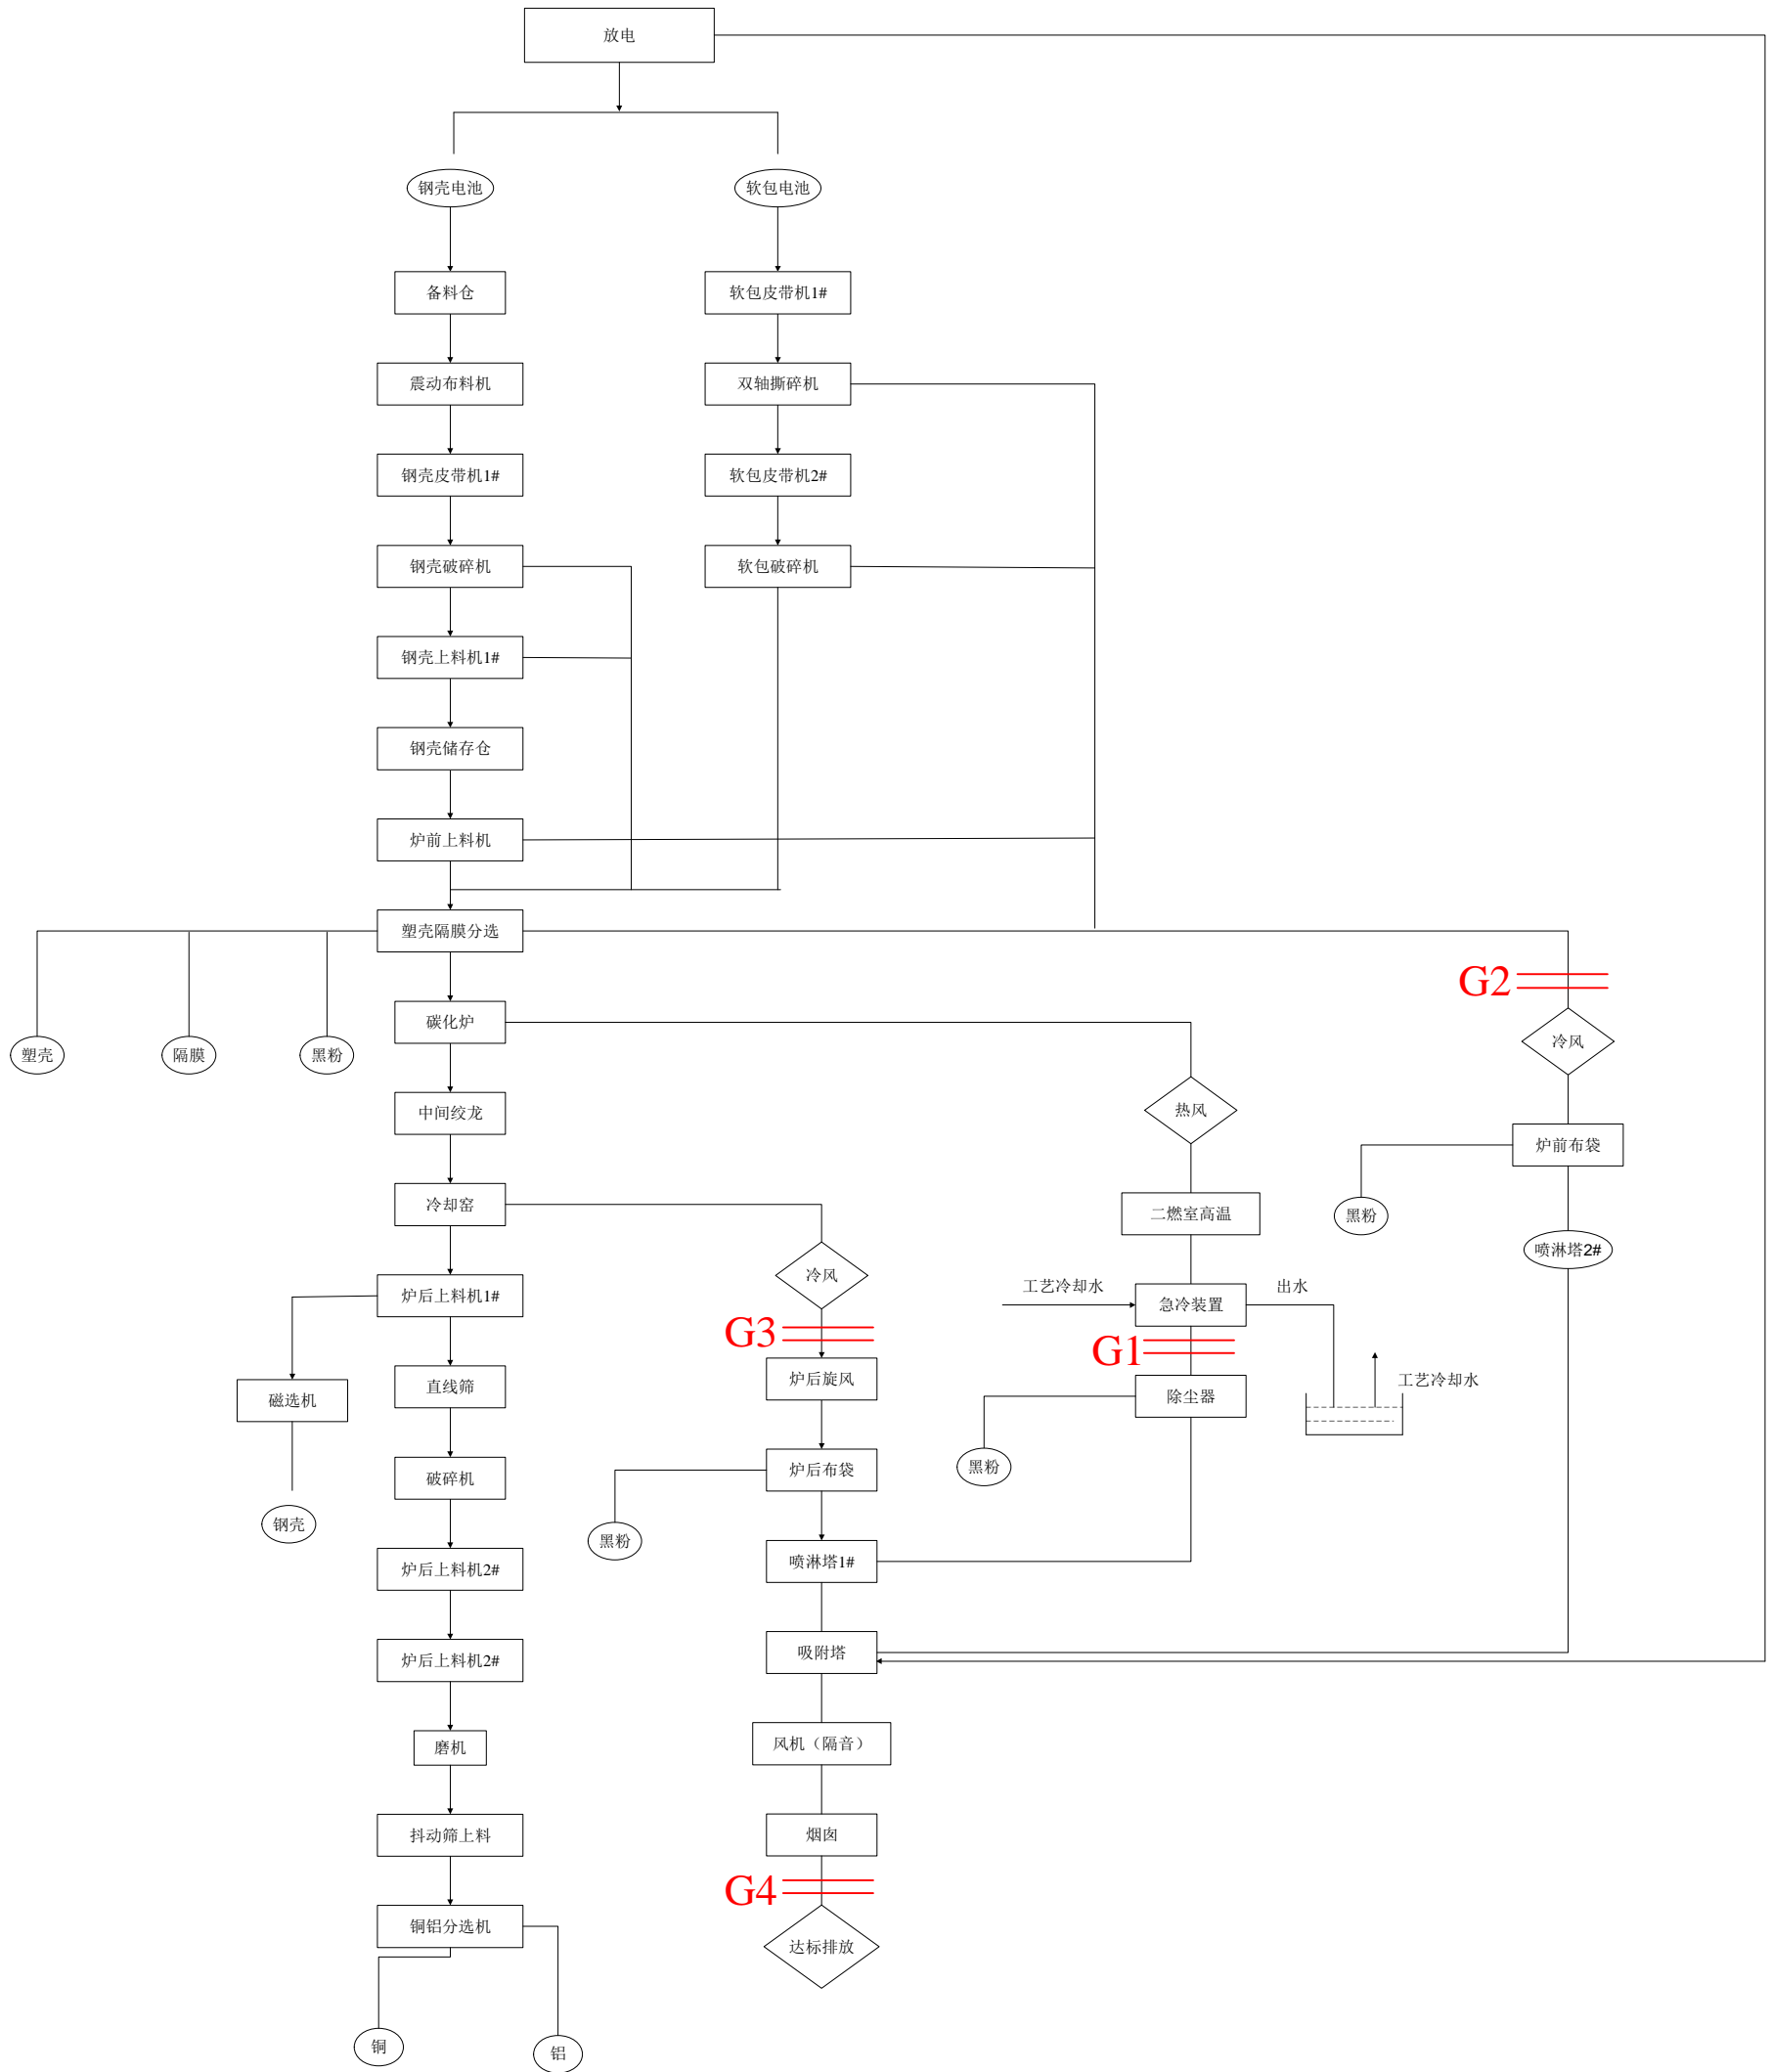 放电
钢壳电池
软包电池
备料仓
软包皮带机1#
震动布料机
双轴撕碎机
钢壳皮带机1#
软包皮带机2#
钢壳破碎机
软包破碎机
钢壳上料机1#
钢壳储存仓
炉前上料机
塑壳隔膜分选
G2
碳化炉
冷风
塑壳
隔膜
黑粉
中间绞龙
热风
炉前布袋
冷却窑
二燃室高温
黑粉
喷淋塔2#
冷风
工艺冷却水
出水
炉后上料机1#
急冷装置
G3
G1
炉后旋风
工艺冷却水
直线筛
磁选机
除尘器
破碎机
炉后布袋
黑粉
钢壳
黑粉
炉后上料机2#
喷淋塔1#
炉后上料机2#
吸附塔
磨机
风机（隔音）
抖动筛上料
烟囱
G4
铜铝分选机
达标排放
铜
铝